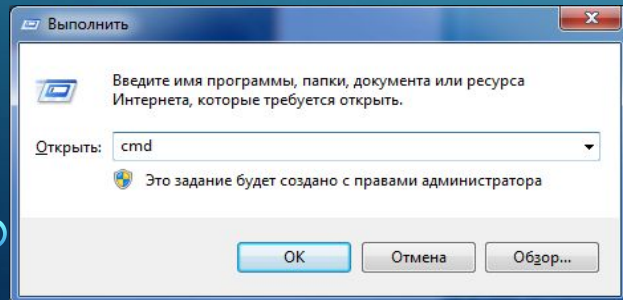 Выполнить
Введите имя программы, папки, документа или ресурса
Интернета, которые требуется открыть.
Открыть: cmd
Это задание будет создано с правами администратора
ОК Отмена Обзор...